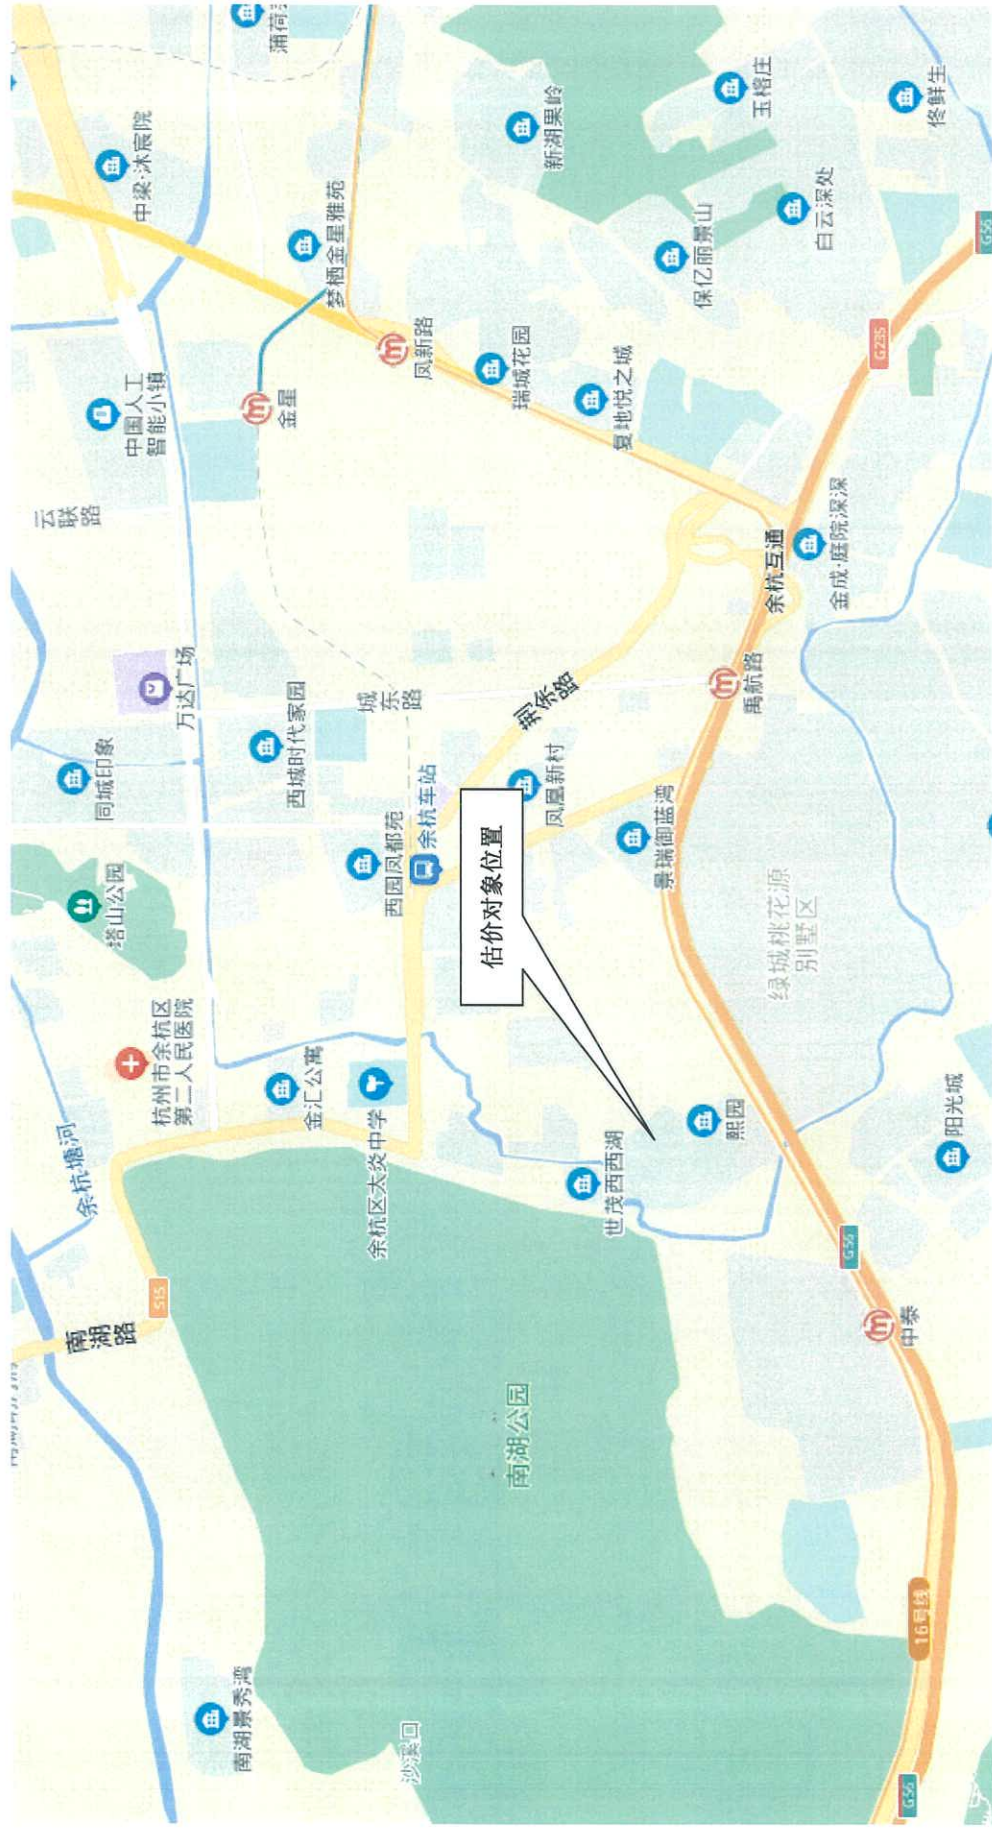 云联路
同城印象
塔山公园
余杭塘河
南湖路
中国人工
智能小镇
中梁·沐宸院
万达广场
杭州市余杭区
第二人民医院
S15
南湖景秀湾
金星
西城时代家园
金汇公寓
梦栖金星雅苑
城东路
西园凤都苑
余杭区太炎中学
沙溪口
凤新路
余杭车站
估价对象位置
南湖公园
瑞城花园
新湖果岭
荆余路
凤凰新村
世茂西西湖
复地悦之城
景瑞御蓝湾
保亿丽景山
禹航路
熙园
玉榕庄
余杭互通
绿城桃花源
别墅区
白云深处
金成·庭院深深
G56
G235
中泰
16号线
佟鲜生
阳光城
G56
G56